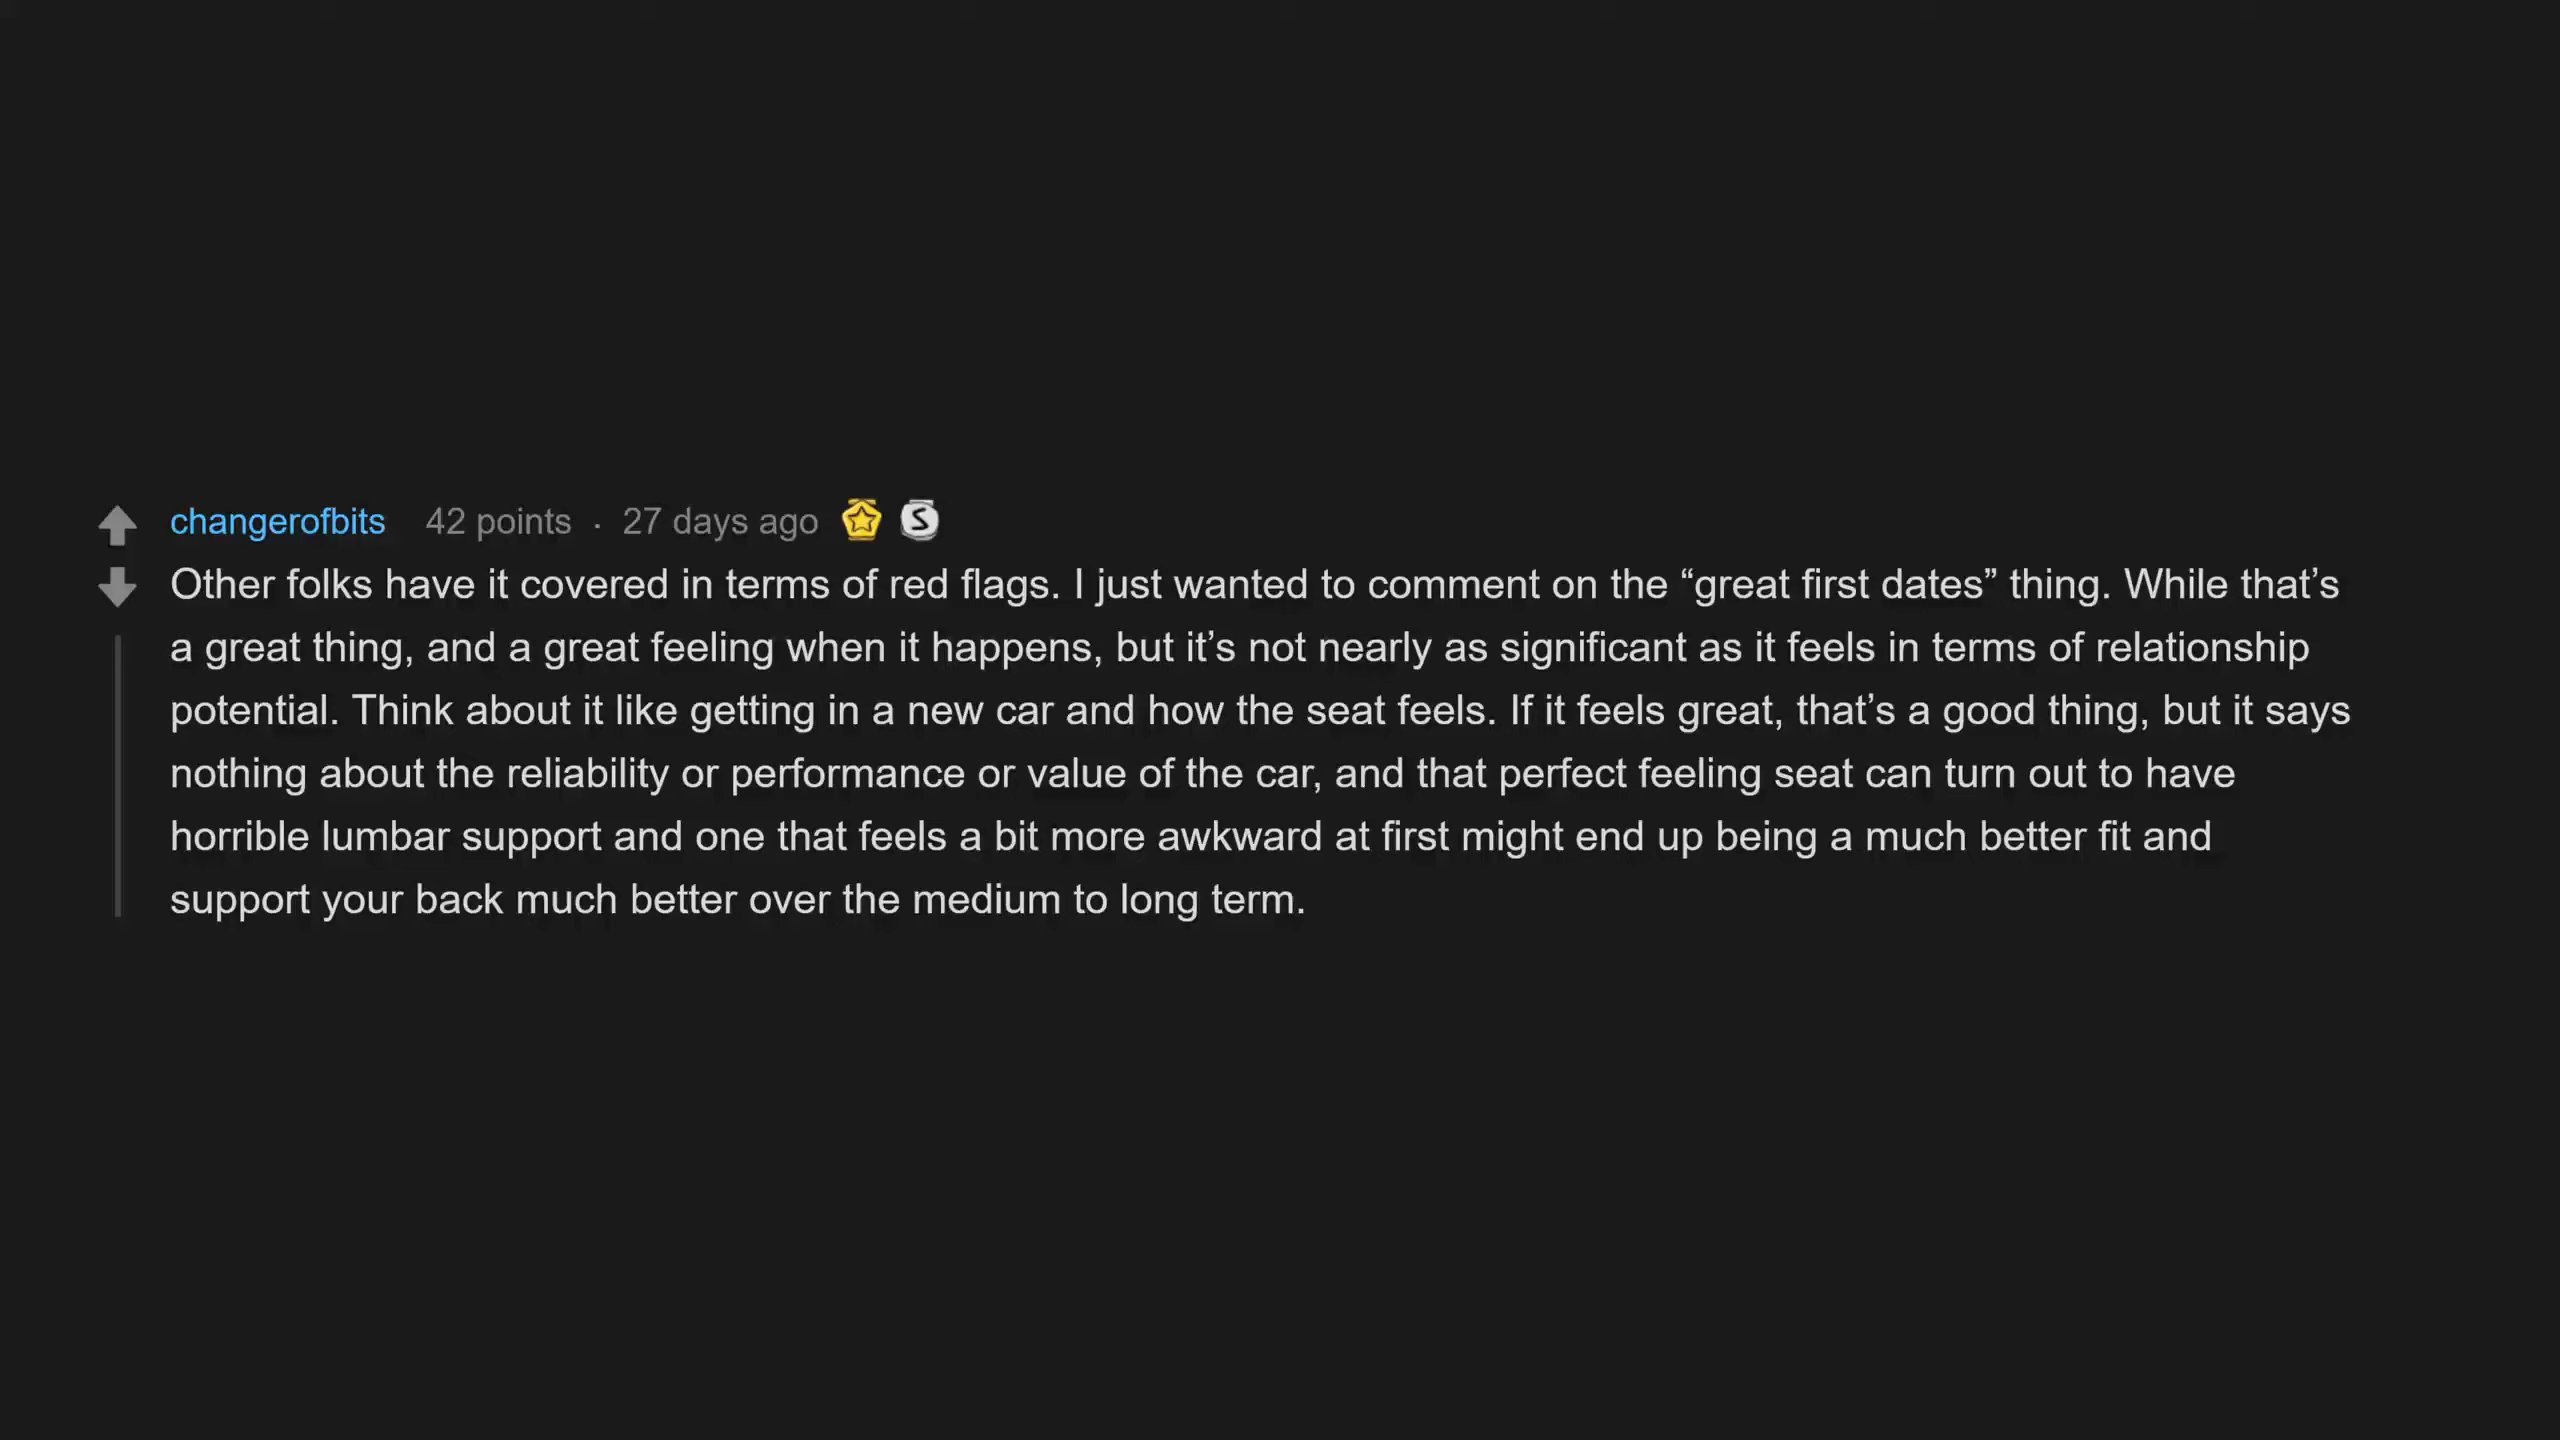 changerofbits 42 points · 27 days ago S
Other folks have it covered in terms of red flags. I just wanted to comment on the “great first dates” thing. While that’s
a great thing, and a great feeling when it happens, but it’s not nearly as significant as it feels in terms of relationship
potential. Think about it like getting in a new car and how the seat feels. If it feels great, that’s a good thing, but it says
nothing about the reliability or performance or value of the car, and that perfect feeling seat can turn out to have
horrible lumbar support and one that feels a bit more awkward at first might end up being a much better fit and
support your back much better over the medium to long term.